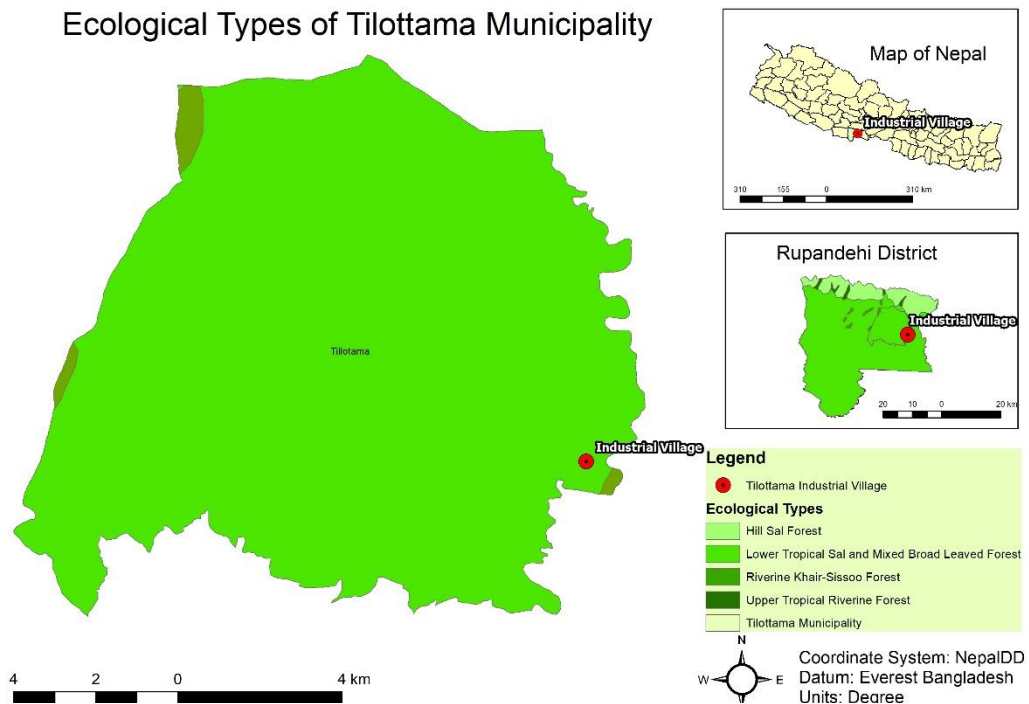 Ecological Types of Tilottama Municipality
Map of Nepal
Industrial Village
310 155 0 310 km
Rupandehi District
Industrial Village
20 10 0 20 km
Tillotama
Industrial Village
Legend
Tilottama Industrial Village
Ecological Types
Hill Sal Forest
Lower Tropical Sal and Mixed Broad Leaved Forest
Riverine Khair-Sissoo Forest
Upper Tropical Riverine Forest
Tilottama Municipality
4 2 0 4 km
N
W E
S
Coordinate System: NepalDD
Datum: Everest Bangladesh
Units: Degree